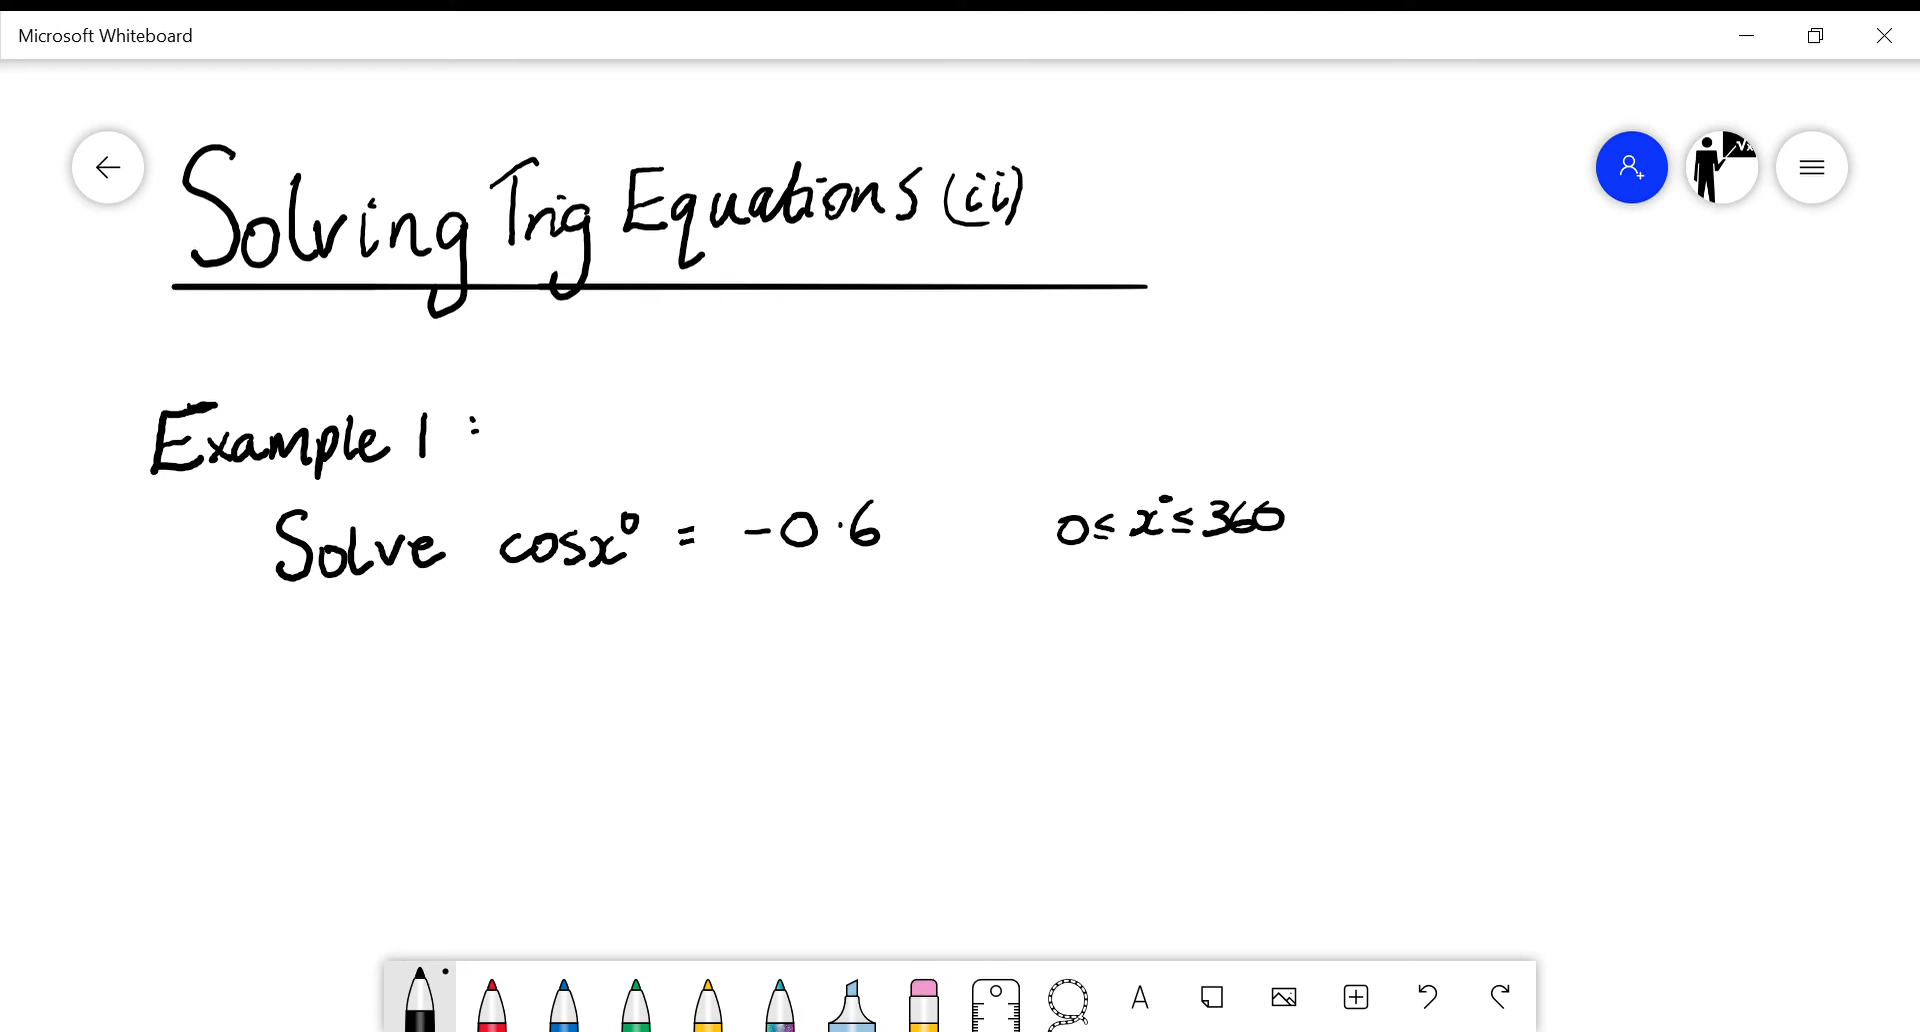 Microsoft Whiteboard
Solving Trig Equations (ii)
Example 1 :
Solve cosx° = -0.6 0 ≤ x° ≤ 360
A